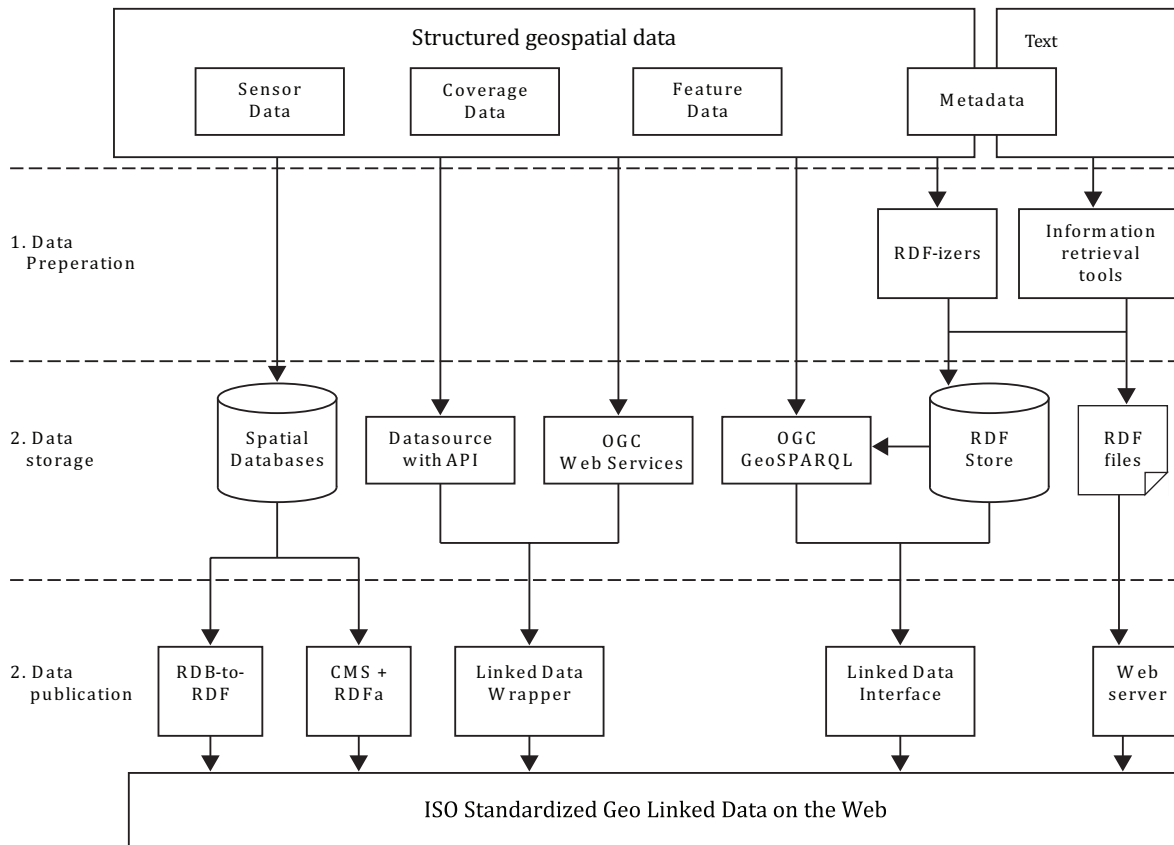 Structured geospatial data
Text
Sensor
Data
Coverage
Data
Feature
Data
Metadata
1. Data
Preperation
RDF-izers
Information
retrieval
tools
2. Data
storage
Spatial
Databases
Datasource
with API
OGC
Web Services
OGC
GeoSPARQL
RDF
Store
RDF
files
2. Data
publication
RDB-to-
RDF
CMS +
RDFa
Linked Data
Wrapper
Linked Data
Interface
Web
server
ISO Standardized Geo Linked Data on the Web